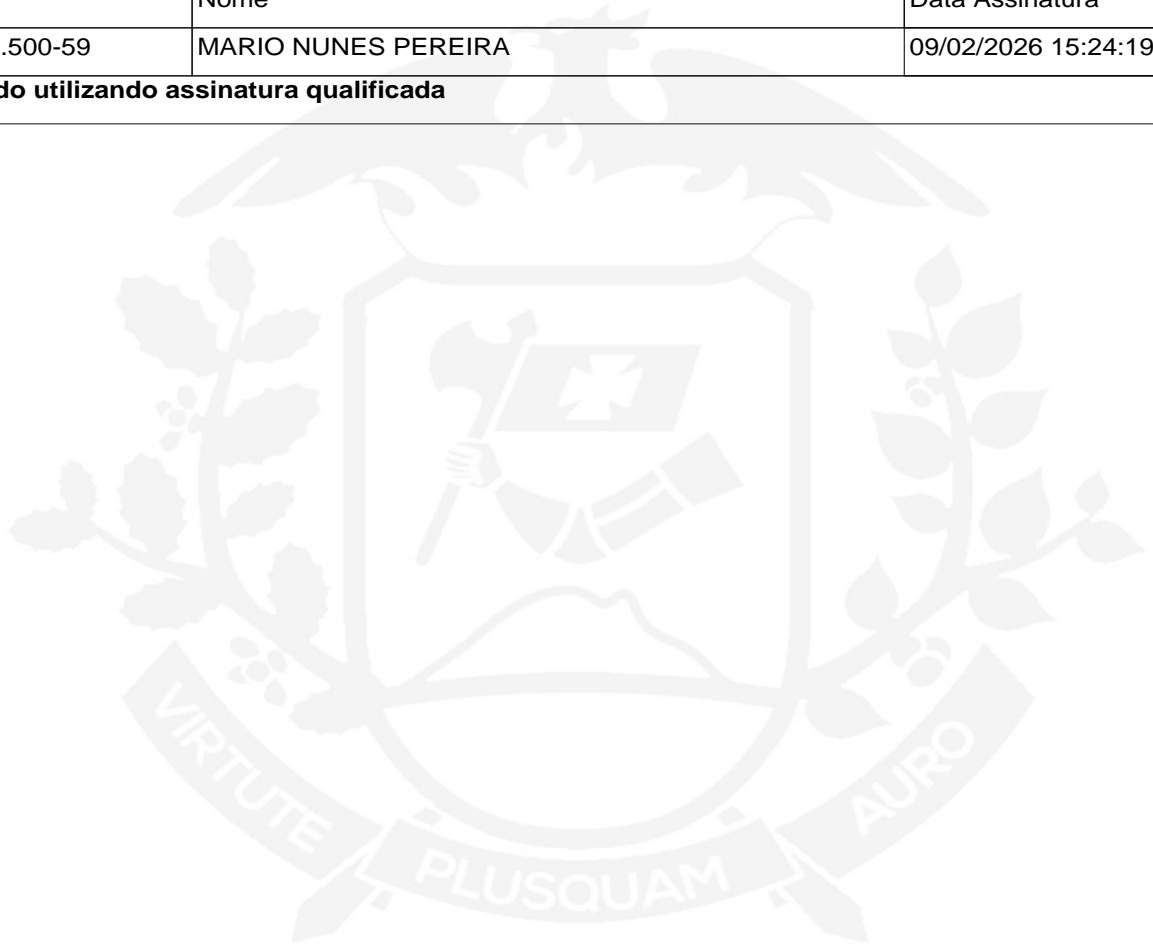 Nome Data Assinatura
.500-59 MARIO NUNES PEREIRA 09/02/2026 15:24:19
do utilizando assinatura qualificada
VIRTUTE PLUSQUAM AURO